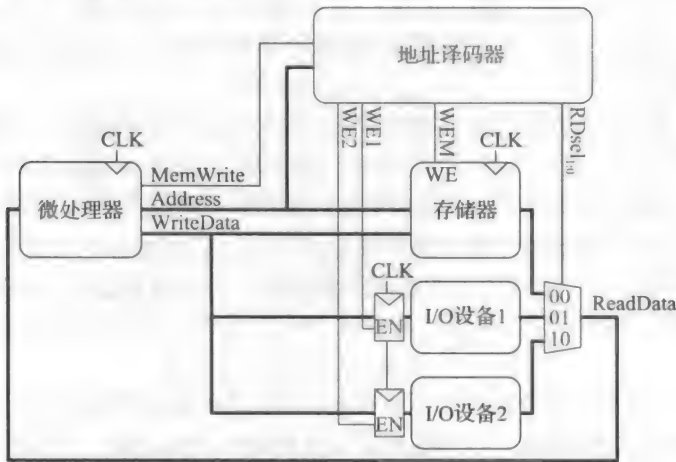 地址译码器
WE2
WE1
WEM
RDsel1:0
CLK
CLK
微处理器
MemWrite
Address
WriteData
WE
存储器
CLK
EN
I/O设备1
00
01
10
ReadData
EN
I/O设备2